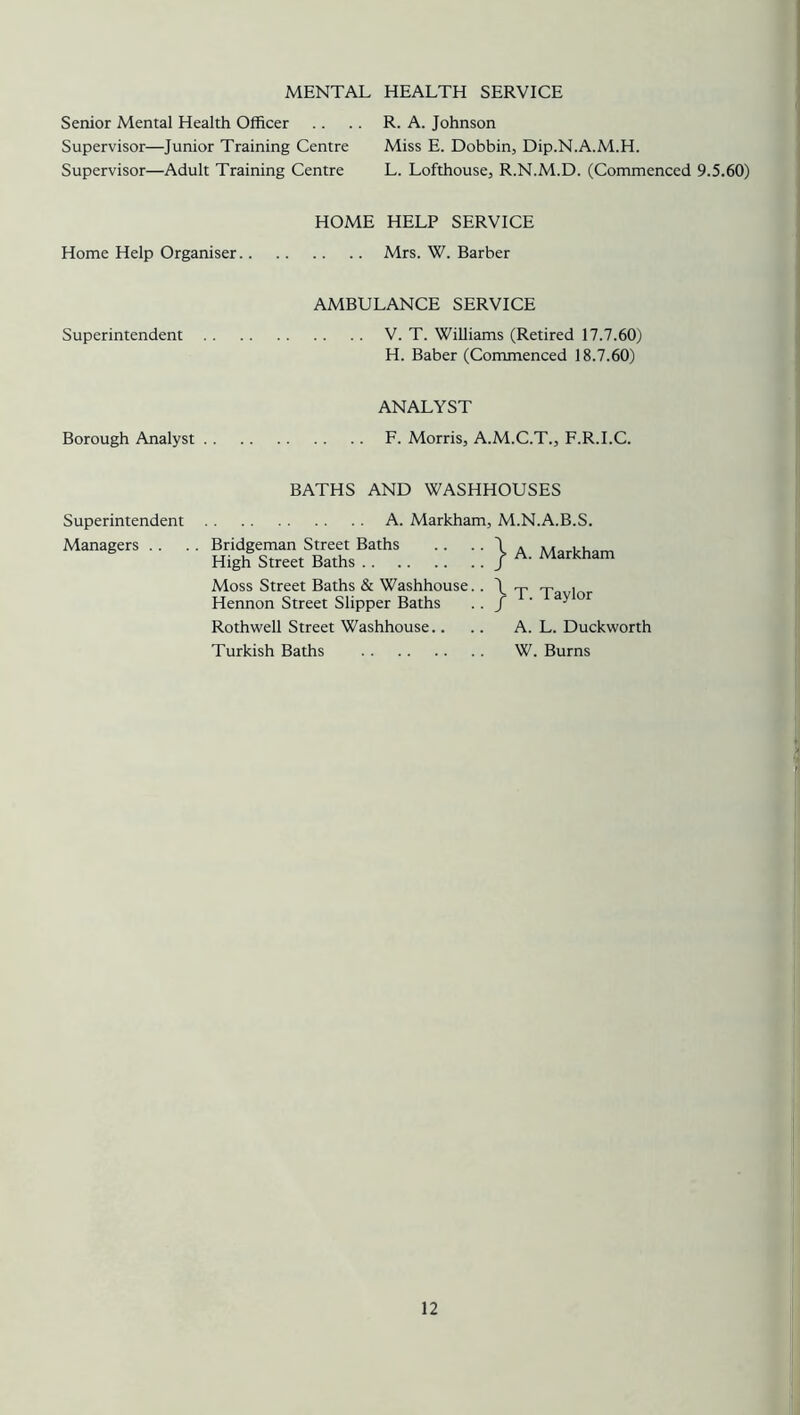 MENTAL HEALTH SERVICE
Senior Mental Health Officer .. .. R. A. Johnson
Supervisor—Junior Training Centre Miss E. Dobbin, Dip.N.A.M.H.
Supervisor—Adult Training Centre L. Lofthouse, R.N.M.D. (Commenced 9.5.60)
HOME HELP SERVICE
Home Help Organiser.. .. .. .. .. Mrs. W. Barber
AMBULANCE SERVICE
Superintendent .. .. .. .. .. .. V. T. Williams (Retired 17.7.60)
H. Baber (Commenced 18.7.60)
ANALYST
Borough Analyst .. .. .. .. .. .. F. Morris, A.M.C.T., F.R.I.C.
BATHS AND WASHHOUSES
Superintendent .. .. .. .. .. .. A. Markham, M.N.A.B.S.
Managers .. .. Bridgeman Street Baths .. .. } A. Markham
High Street Baths .. .. .. .. ..
Moss Street Baths & Washhouse.. } T. Taylor
Hennon Street Slipper Baths ..
Rothwell Street Washhouse.. .. A. L. Duckworth
Turkish Baths .. .. .. .. .. W. Burns
12